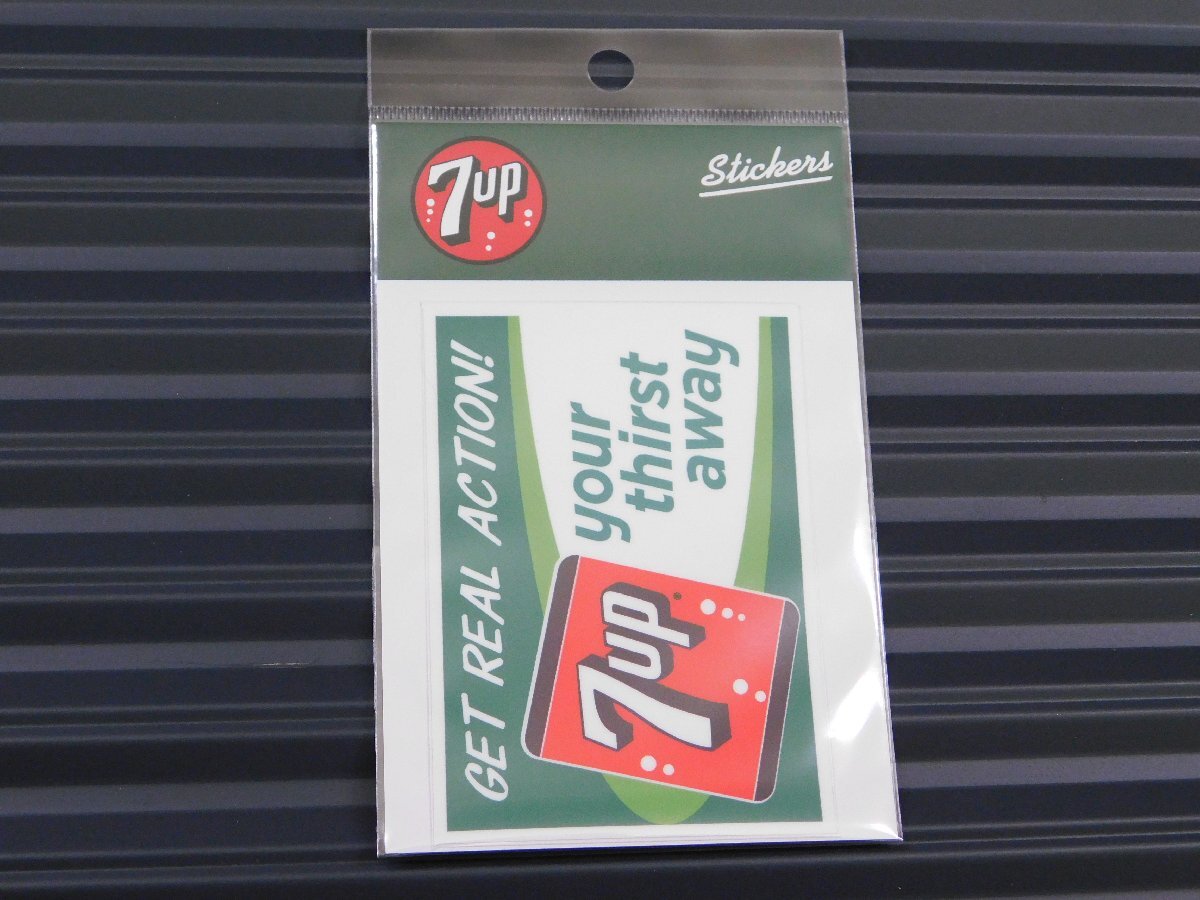 7up
Stickers
GET REAL ACTION!
7up
your
thirst
away